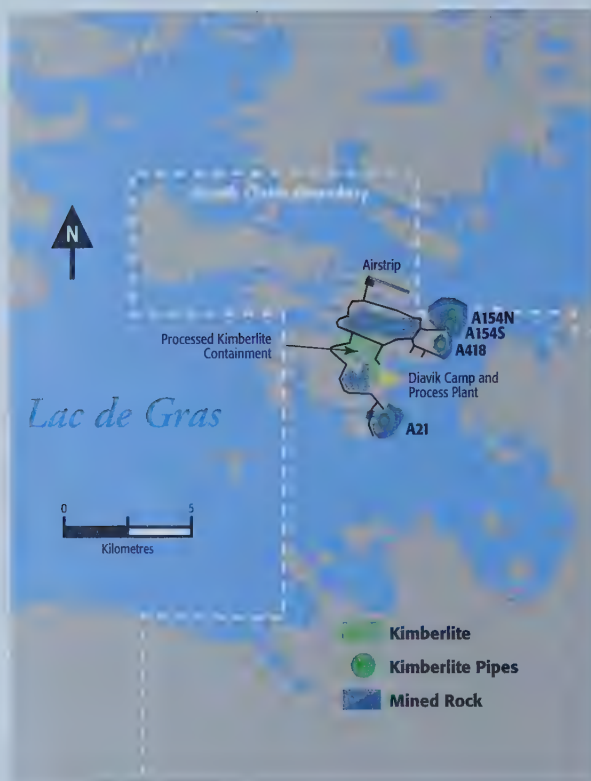 N
Airstrip
A154N
A154S
A418
Processed Kimberlite
Containment
Diavik Camp and
Process Plant
A21
Lac de Gras
0 5
Kilometres
Kimberlite
Kimberlite Pipes
Mined Rock